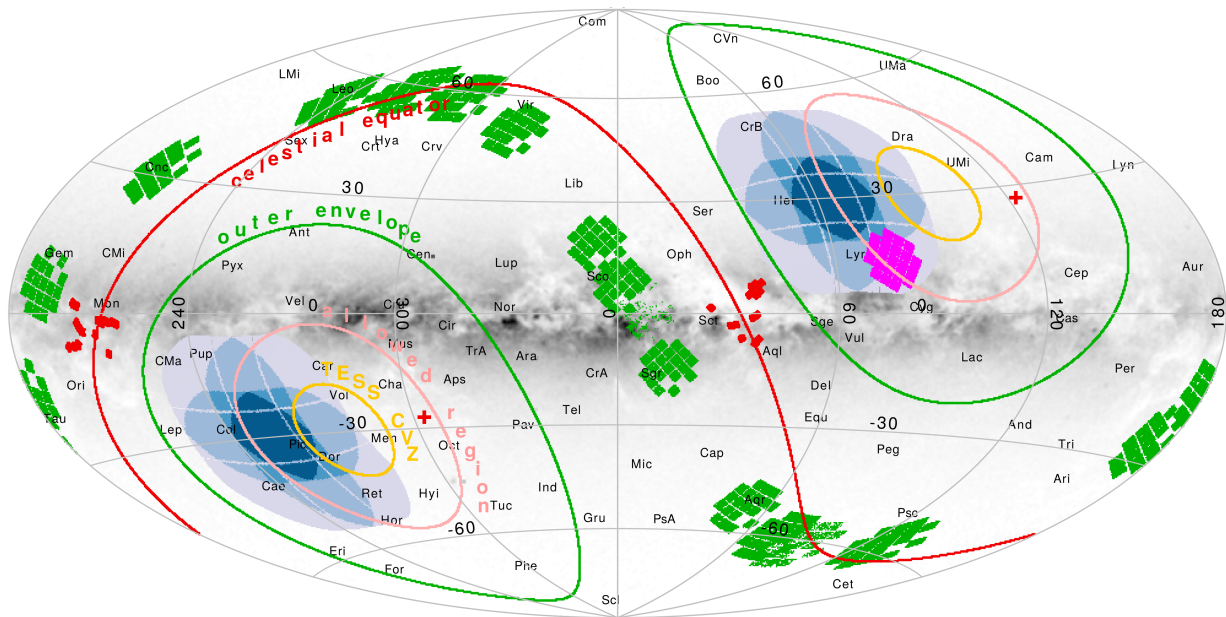 Com
CVn
UMa
LMi
Boo
60
60
Leo
Vir
celestial equator
CrB
Dra
Sex
Hya
Crt
Crv
UMi
Cam
Lyn
Cnc
30
Lib
30
Her
Ser
outer envelope
Ant
Gem
CMi
Pyx
Cen
Lup
Sco
Oph
Lyr
Cep
Aur
Mon
240
Vel
0
allowed region
300
Nor
0
Sct
Sge
60
0
Cyg
120
Cas
180
Cir
Mus
Vul
CMa
Pup
Car
TrA
Ara
Aql
Lac
Per
Ori
TESS CVZ
Cha
Aps
CrA
Sgr
Vol
Del
Tau
Lep
Col
-30
Men
Tel
Pav
Equ
-30
And
Pic
Dor
Oct
Cap
Peg
Tri
Mic
Ari
Cae
Ret
Hyi
Ind
Tuc
Aqr
Hor
-60
Gru
PsA
-60
Psc
Eri
For
Phe
Cet
Scl